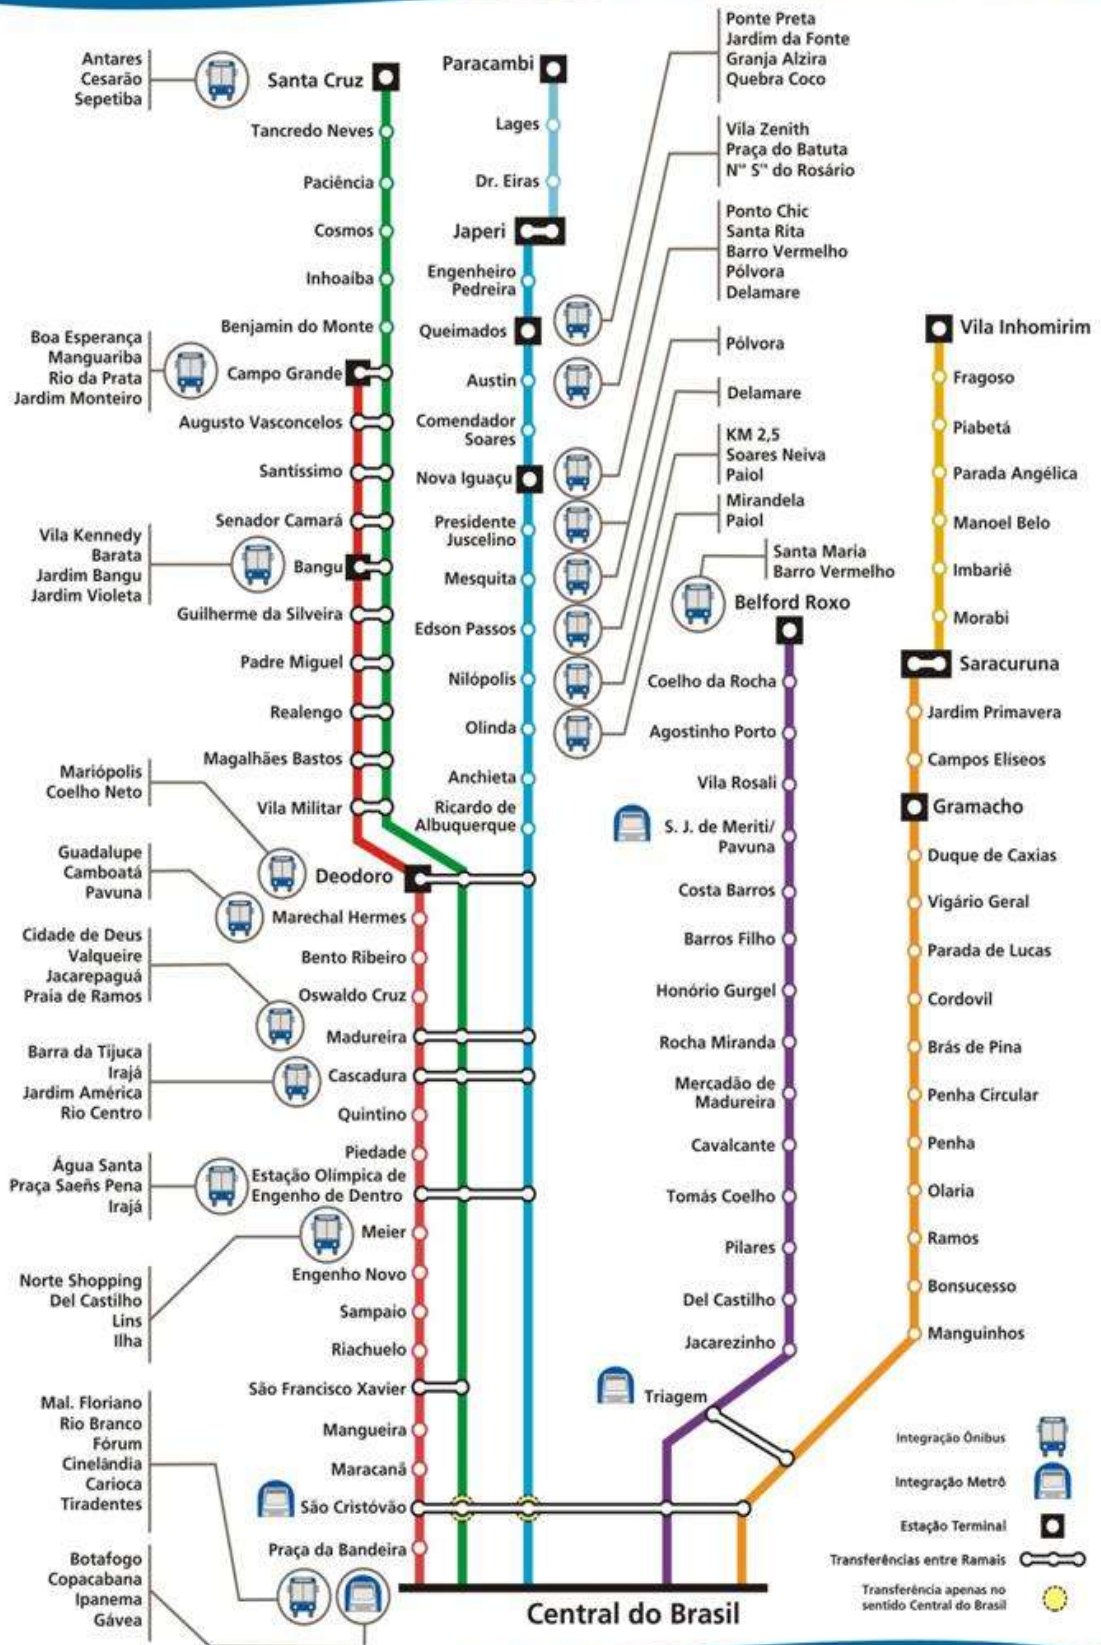 Antares
Cesarão
Sepetiba
Santa Cruz
Tancredo Neves
Paciência
Cosmos
Inhoaíba
Benjamin do Monte
Boa Esperança
Manguariba
Rio da Prata
Jardim Monteiro
Campo Grande
Augusto Vasconcelos
Santíssimo
Senador Camará
Vila Kennedy
Barata
Jardim Bangu
Jardim Violeta
Bangu
Guilherme da Silveira
Padre Miguel
Realengo
Magalhães Bastos
Vila Militar
Mariópolis
Coelho Neto
Guadalupe
Camboatá
Pavuna
Deodoro
Marechal Hermes
Bento Ribeiro
Oswaldo Cruz
Cidade de Deus
Valqueire
Jacarepaguá
Praia de Ramos
Madureira
Barra da Tijuca
Irajá
Jardim América
Rio Centro
Cascadura
Quintino
Piedade
Água Santa
Praça Saeñs Pena
Irajá
Estação Olímpica de
Engenho de Dentro
Meier
Norte Shopping
Del Castilho
Lins
Ilha
Engenho Novo
Sampaio
Riachuelo
São Francisco Xavier
Mangueira
Maracanã
Mal. Floriano
Rio Branco
Fórum
Cinelândia
Carioca
Tiradentes
São Cristóvão
Praça da Bandeira
Botafogo
Copacabana
Ipanema
Gávea
Paracambi
Lages
Dr. Eiras
Japeri
Engenheiro
Pedreira
Queimados
Austin
Comendador
Soares
Nova Iguaçu
Presidente
Juscelino
Mesquita
Edson Passos
Nilópolis
Olinda
Anchieta
Ricardo de
Albuquerque
Ponte Preta
Jardim da Fonte
Granja Alzira
Quebra Coco
Vila Zenith
Praça do Batuta
Nª Sª do Rosário
Ponto Chic
Santa Rita
Barro Vermelho
Pólvora
Delamare
Pólvora
Delamare
KM 2,5
Soares Neiva
Paiol
Mirandela
Paiol
Santa Maria
Barro Vermelho
Belford Roxo
Coelho da Rocha
Agostinho Porto
Vila Rosali
S. J. de Meriti/
Pavuna
Costa Barros
Barros Filho
Honório Gurgel
Rocha Miranda
Mercadão de
Madureira
Cavalcante
Tomás Coelho
Pilares
Del Castilho
Jacarezinho
Triagem
Vila Inhomirim
Fragoso
Piabetá
Parada Angélica
Manoel Belo
Imbariê
Morabi
Saracuruna
Jardim Primavera
Campos Elíseos
Gramacho
Duque de Caxias
Vigário Geral
Parada de Lucas
Cordovil
Brás de Pina
Penha Circular
Penha
Olaria
Ramos
Bonsucesso
Manguinhos
Integração Ônibus
Integração Metrô
Estação Terminal
Transferências entre Ramais
Transferência apenas no
sentido Central do Brasil
Central do Brasil